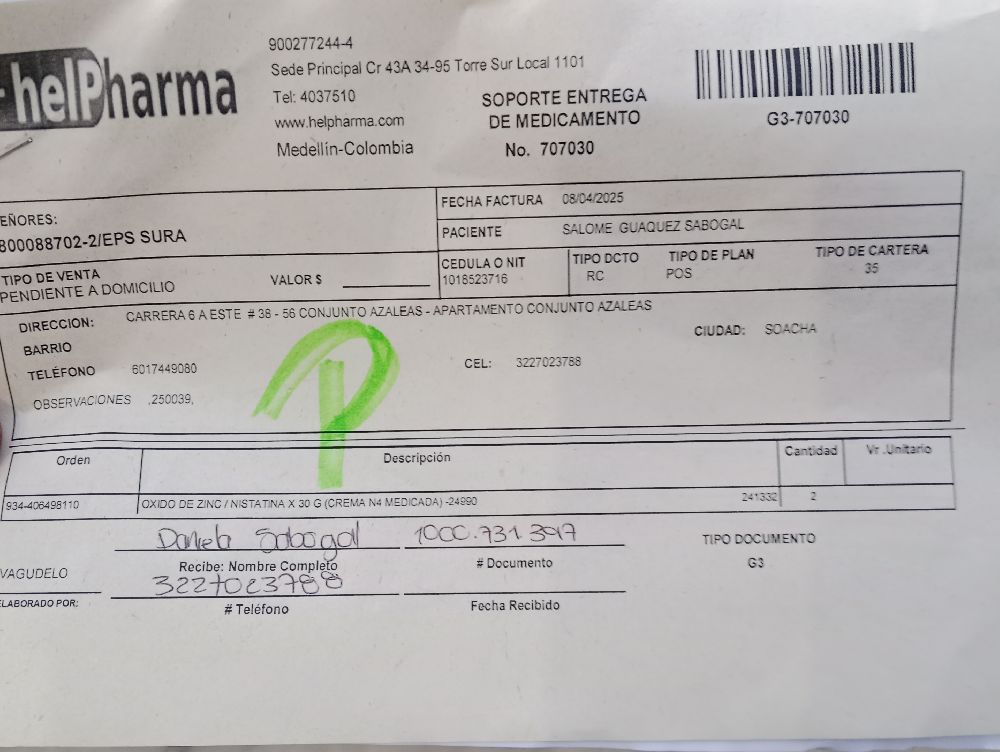 helPharma
900277244-4
Sede Principal Cr 43A 34-95 Torre Sur Local 1101
Tel: 4037510
www.helpharma.com
Medellín-Colombia
SOPORTE ENTREGA
DE MEDICAMENTO
No. 707030
G3-707030
EÑORES:
800088702-2/EPS SURA
FECHA FACTURA 08/04/2025
PACIENTE SALOME GUAQUEZ SABOGAL
TIPO DE VENTA
PENDIENTE A DOMICILIO
VALOR $
CEDULA O NIT
1018523716
TIPO DCTO
RC
TIPO DE PLAN
POS
TIPO DE CARTERA
35
DIRECCION: CARRERA 6 A ESTE # 38 - 56 CONJUNTO AZALEAS - APARTAMENTO CONJUNTO AZALEAS
BARRIO
CIUDAD: SOACHA
TELÉFONO 6017449080
CEL: 3227023788
OBSERVACIONES ,250039,
P
Orden Descripción Cantidad Vr .Unitario
934-406498110 OXIDO DE ZINC / NISTATINA X 30 G (CREMA N4 MEDICADA) -24990 241332 2
Daniela Sabogal 1000.731.397
Recibe: Nombre Completo # Documento
TIPO DOCUMENTO
G3
VAGUDELO
3227023788
ELABORADO POR:
# Teléfono Fecha Recibido